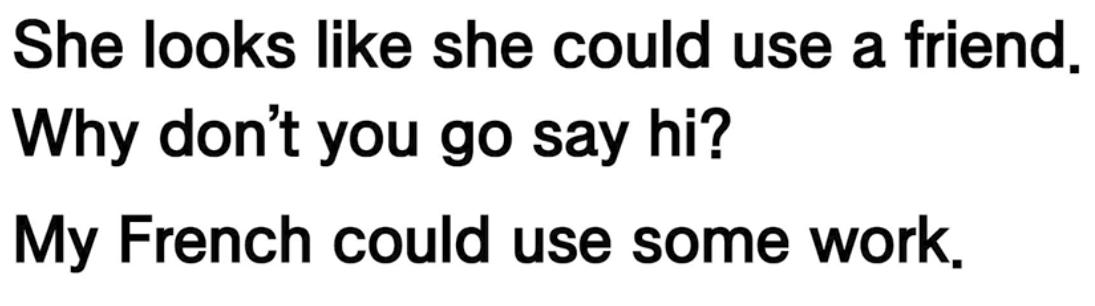 She looks like she could use a friend.
Why don’t you go say hi?
My French could use some work.